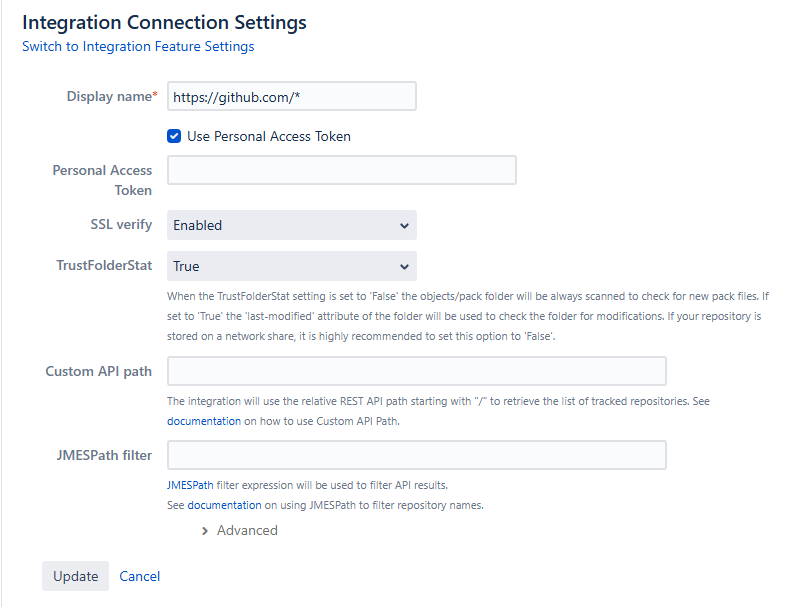 Integration Connection Settings
Switch to Integration Feature Settings
Display name*
https://github.com/*
Use Personal Access Token
Personal Access
Token
SSL verify
Enabled
TrustFolderStat
True
When the TrustFolderStat setting is set to 'False' the objects/pack folder will be always scanned to check for new pack files. If
set to 'True' the 'last-modified' attribute of the folder will be used to check the folder for modifications. If your repository is
stored on a network share, it is highly recommended to set this option to 'False'.
Custom API path
The integration will use the relative REST API path starting with "/" to retrieve the list of tracked repositories. See
documentation on how to use Custom API Path.
JMESPath filter
JMESPath filter expression will be used to filter API results.
See documentation on using JMESPath to filter repository names.
Advanced
Update
Cancel